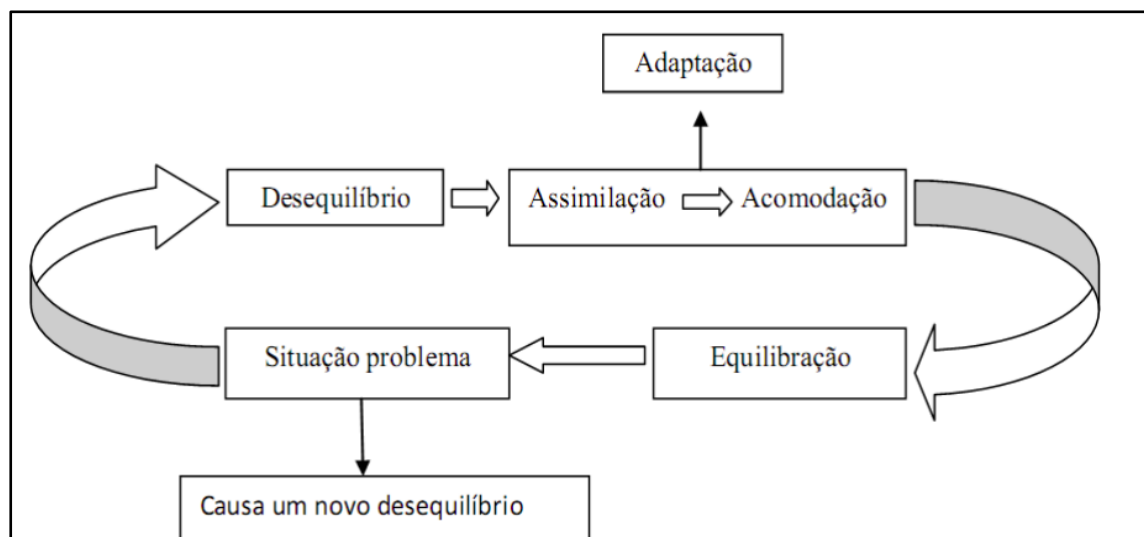 Adaptação
Desequilíbrio
Assimilação
Acomodação
Situação problema
Equilibração
Causa um novo desequilíbrio